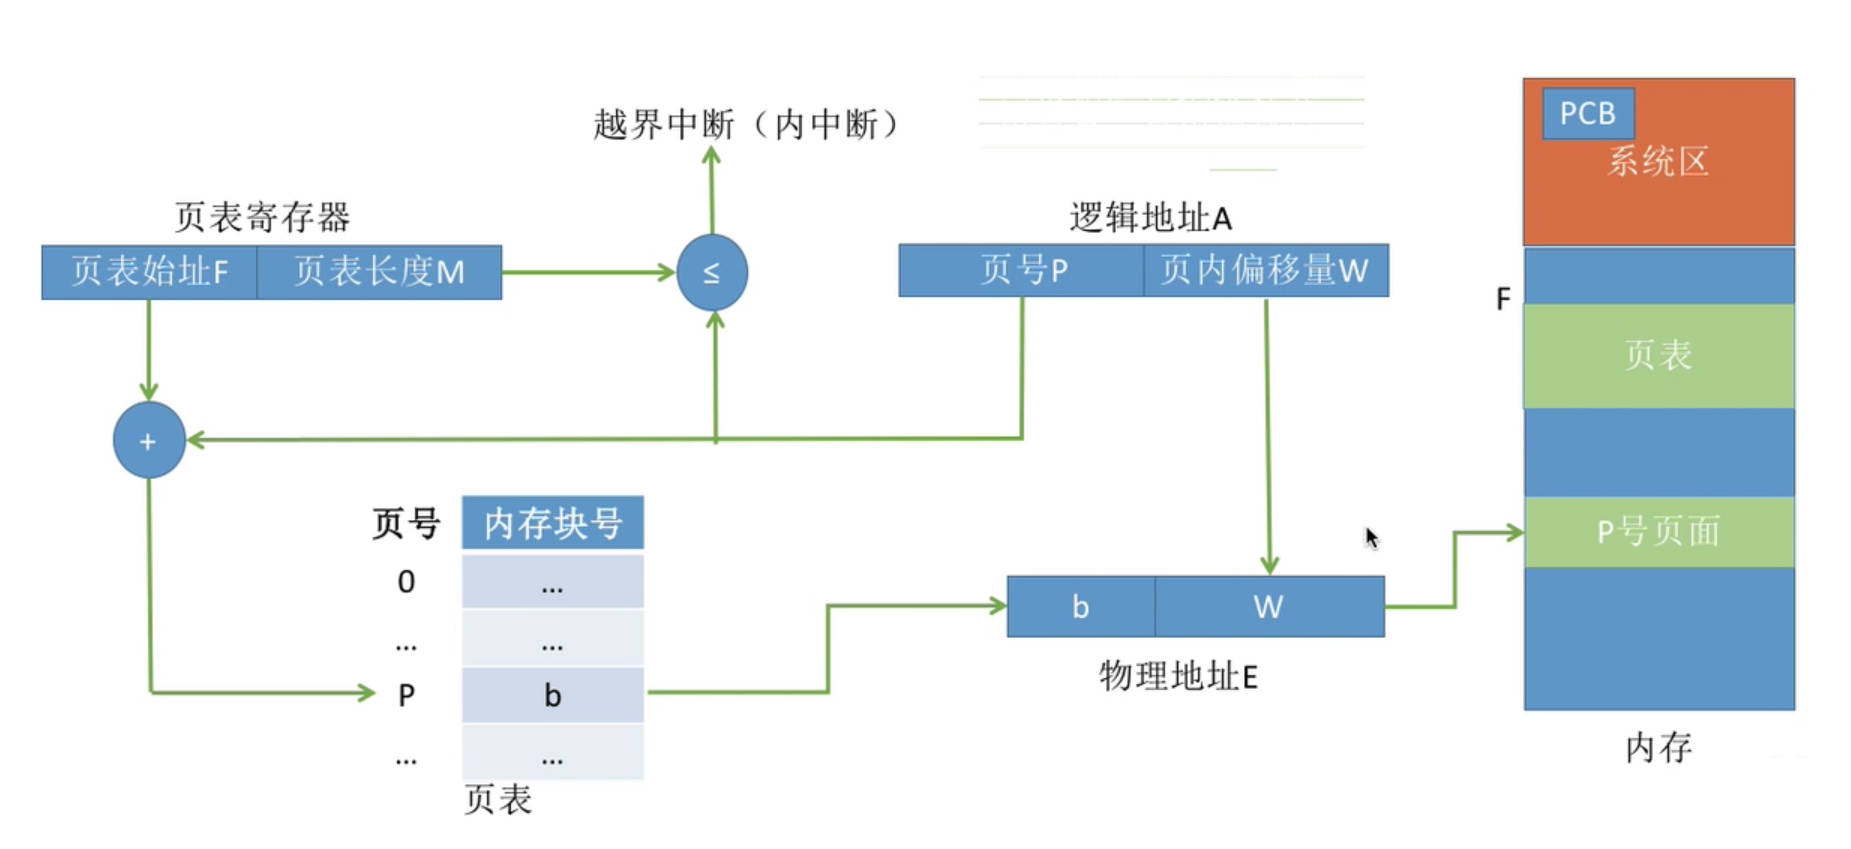 越界中断（内中断）
PCB
系统区
页表寄存器
逻辑地址A
页表始址F
页表长度M
≤
页号P
页内偏移量W
F
页表
+
页号
内存块号
P号页面
0
...
...
...
b
W
P
b
物理地址E
...
...
内存
页表